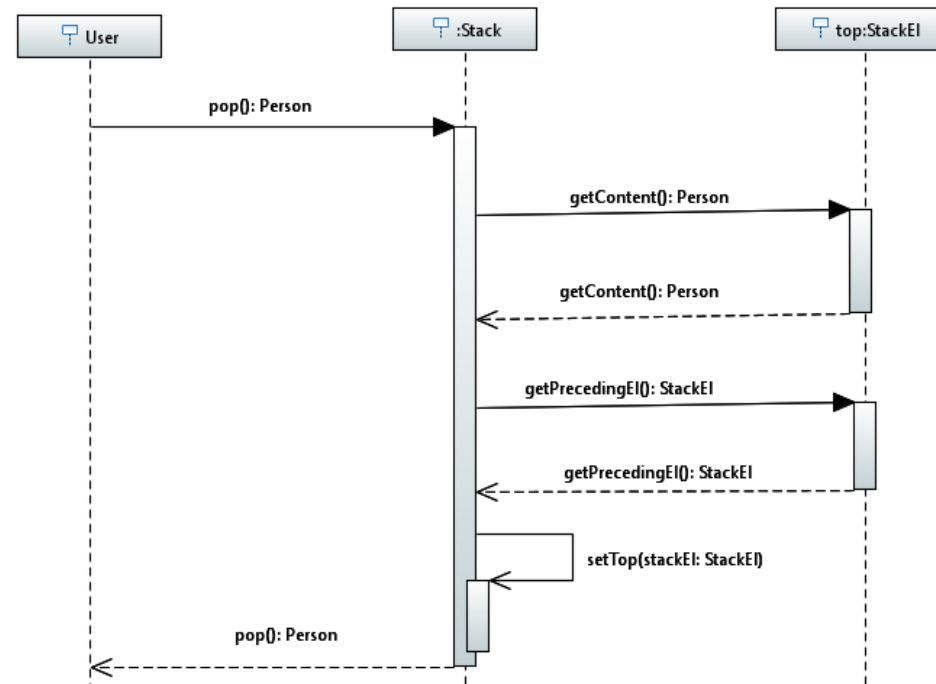 User
:Stack
top:StackEl
pop(): Person
getContent(): Person
getContent(): Person
getPrecedingEl(): StackEl
getPrecedingEl(): StackEl
setTop(stackEl: StackEl)
pop(): Person